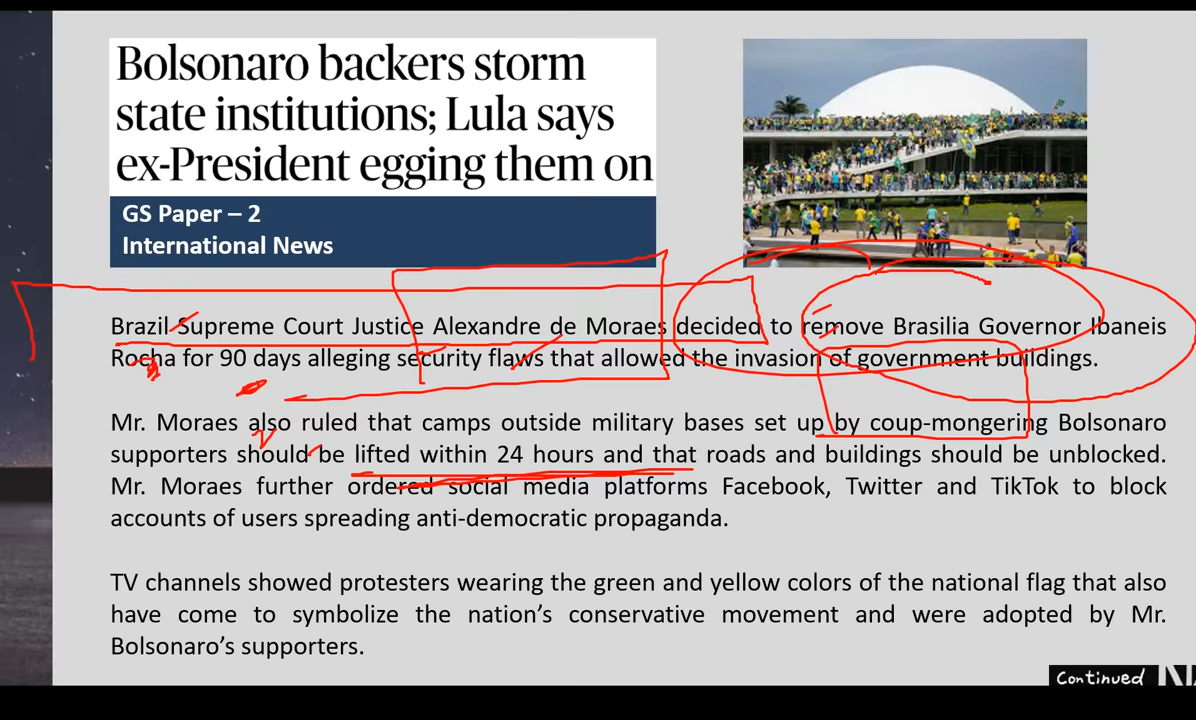 Bolsonaro backers storm
state institutions; Lula says
ex-President egging them on
GS Paper – 2
International News
Brazil Supreme Court Justice Alexandre de Moraes decided to remove Brasilia Governor Ibaneis
Rocha for 90 days alleging security flaws that allowed the invasion of government buildings.
Mr. Moraes also ruled that camps outside military bases set up by coup-mongering Bolsonaro
supporters should be lifted within 24 hours and that roads and buildings should be unblocked.
Mr. Moraes further ordered social media platforms Facebook, Twitter and TikTok to block
accounts of users spreading anti-democratic propaganda.
TV channels showed protesters wearing the green and yellow colors of the national flag that also
have come to symbolize the nation’s conservative movement and were adopted by Mr.
Bolsonaro’s supporters.
Continued